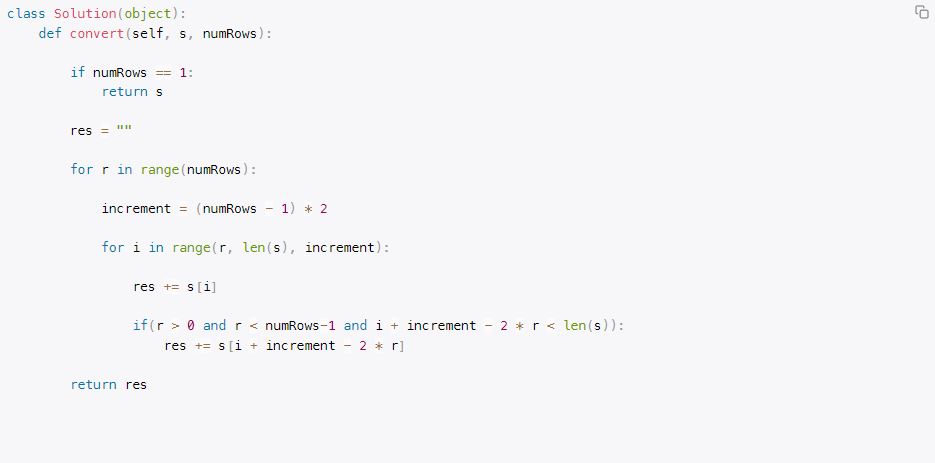 class Solution(object):
    def convert(self, s, numRows):
        if numRows == 1:
            return s
        res = ""
        for r in range(numRows):
            increment = (numRows - 1) * 2
            for i in range(r, len(s), increment):
                res += s[i]
                if(r > 0 and r < numRows-1 and i + increment - 2 * r < len(s)):
                    res += s[i + increment - 2 * r]
        return res